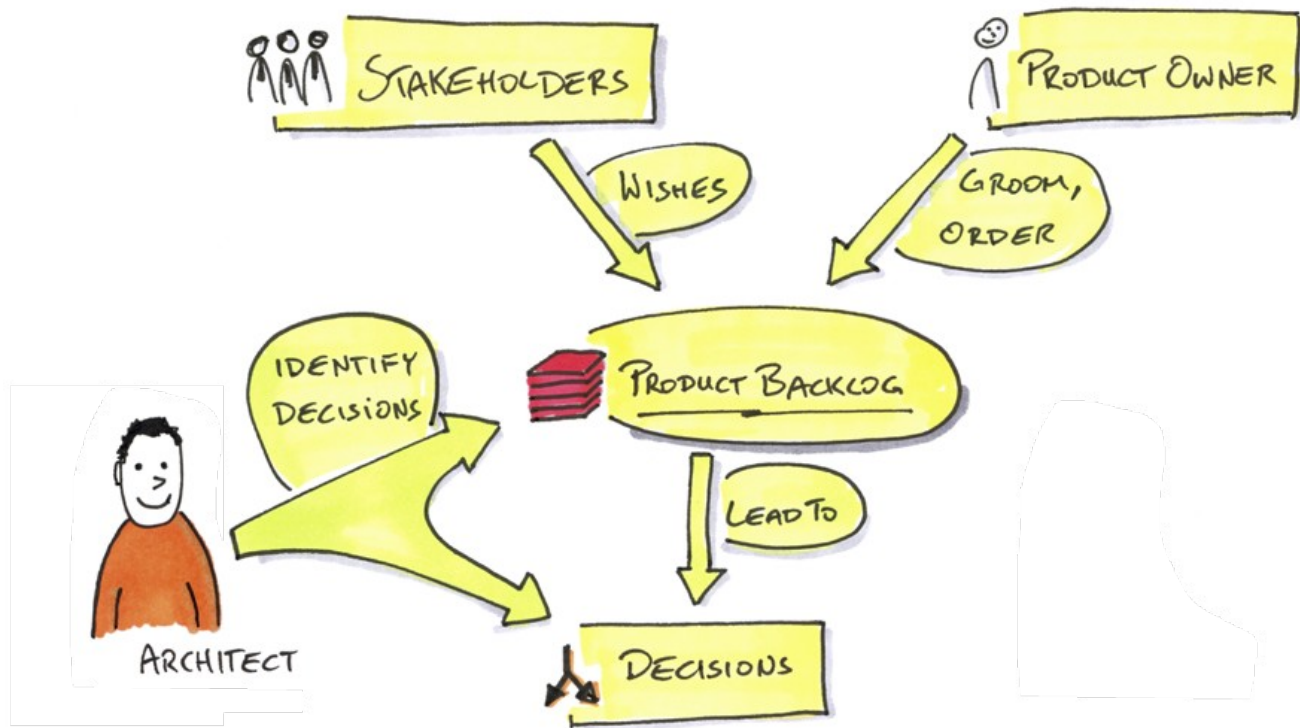 STAKEHOLDERS
PRODUCT OWNER
WISHES
GROOM,
ORDER
IDENTIFY
DECISIONS
PRODUCT BACKLOG
LEAD TO
ARCHITECT
DECISIONS